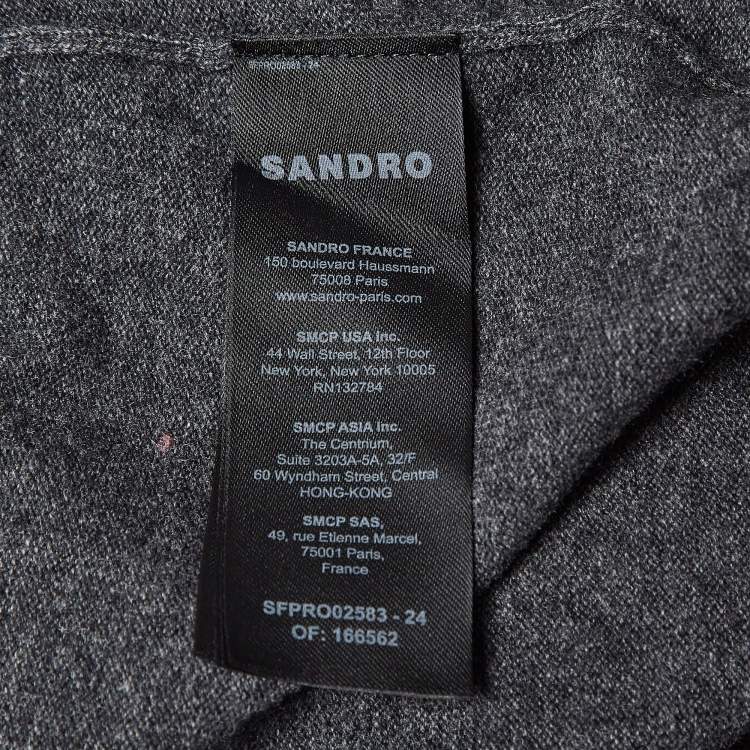 SFPRO02583 - 24
SANDRO
SANDRO FRANCE
150 boulevard Haussmann
75008 Paris
www.sandro-paris.com
SMCP USA Inc.
44 Wall Street, 12th Floor
New York, New York 10005
RN132784
SMCP ASIA Inc.
The Centrium,
Suite 3203A-5A, 32/F
60 Wyndham Street, Central
HONG-KONG
SMCP SAS,
49, rue Etienne Marcel,
75001 Paris,
France
SFPRO02583 - 24
OF: 166562